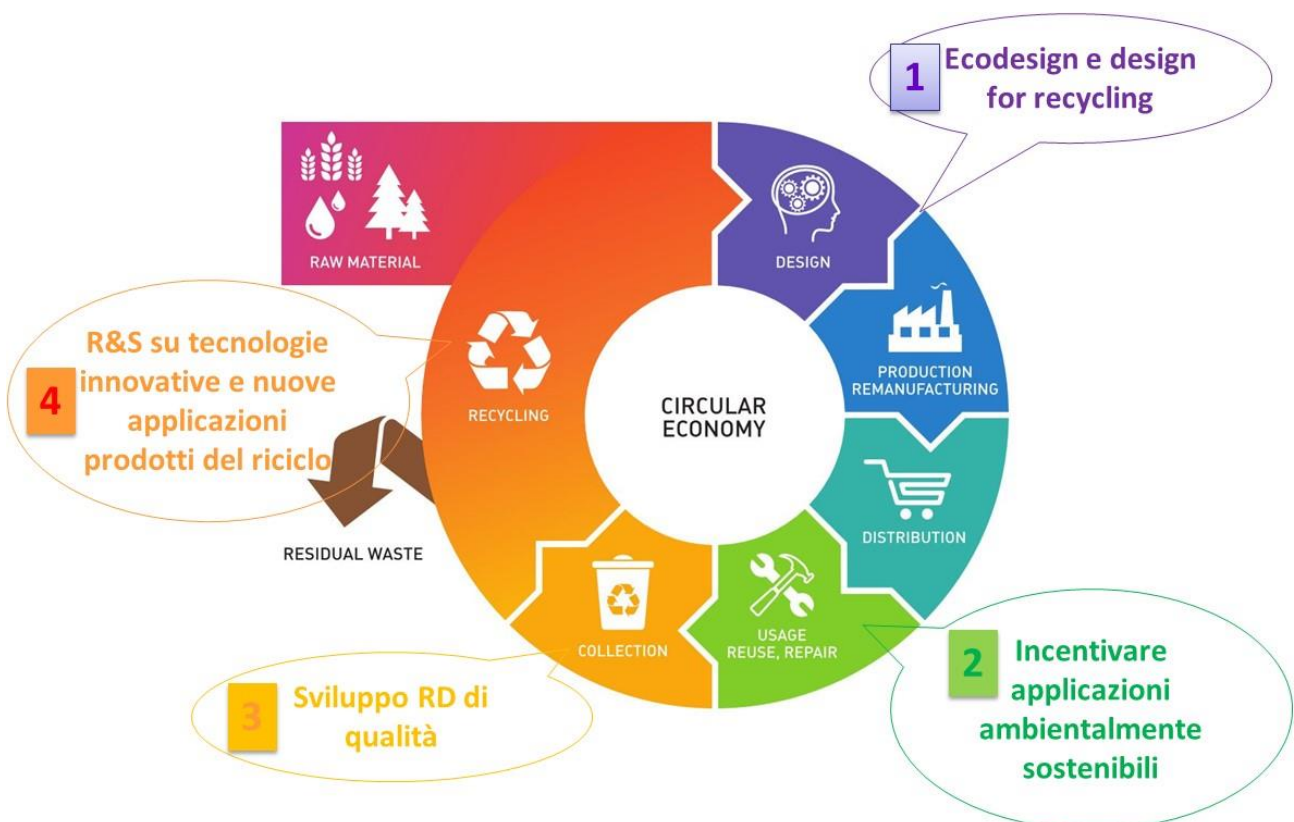 1
Ecodesign e design
for recycling
RAW MATERIAL
DESIGN
PRODUCTION
REMANUFACTURING
4
R&S su tecnologie
innovative e nuove
applicazioni
prodotti del riciclo
RECYCLING
CIRCULAR
ECONOMY
DISTRIBUTION
RESIDUAL WASTE
USAGE
REUSE, REPAIR
COLLECTION
2
Incentivare
applicazioni
ambientalmente
sostenibili
3
Sviluppo RD di
qualità